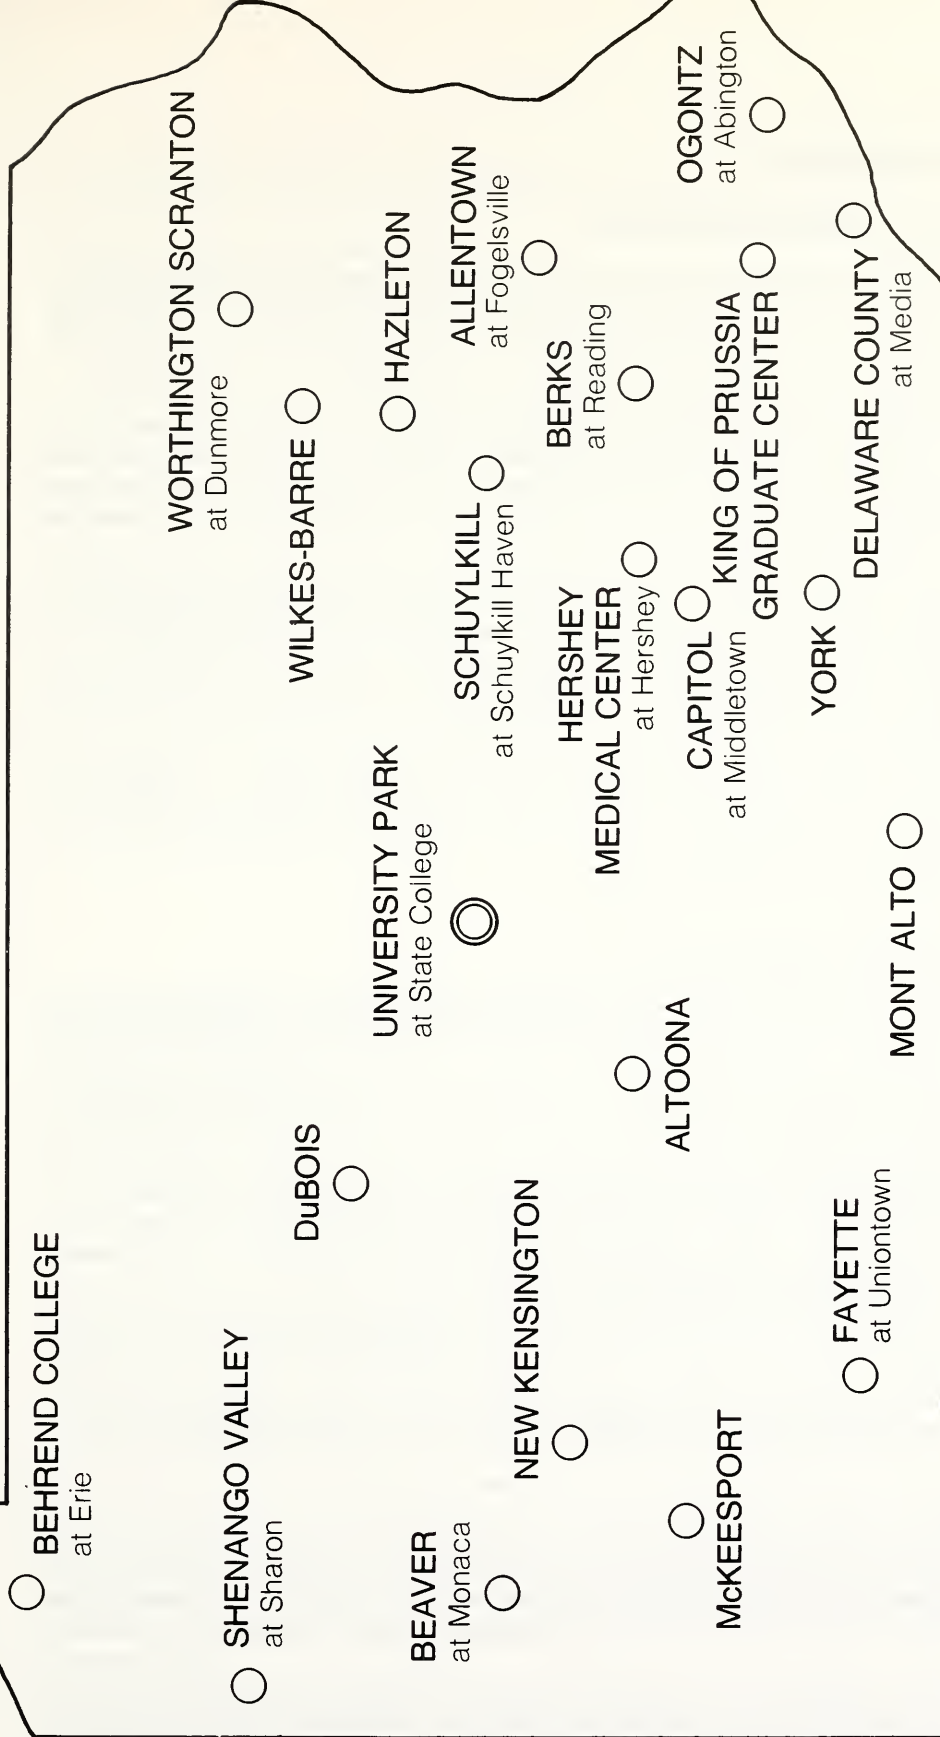 BEHREND COLLEGE
at Erie
SHENANGO VALLEY
at Sharon
BEAVER
at Monaca
NEW KENSINGTON
McKEESPORT
FAYETTE
at Uniontown
DuBOIS
ALTOONA
UNIVERSITY PARK
at State College
MONT ALTO
WORTHINGTON SCRANTON
at Dunmore
WILKES-BARRE
HAZLETON
SCHUYLKILL
at Schuylkill Haven
ALLENTOWN
at Fogelsville
BERKS
at Reading
HERSHEY
MEDICAL CENTER
at Hershey
CAPITOL
at Middletown
KING OF PRUSSIA
GRADUATE CENTER
YORK
OGONTZ
at Abington
DELAWARE COUNTY
at Media